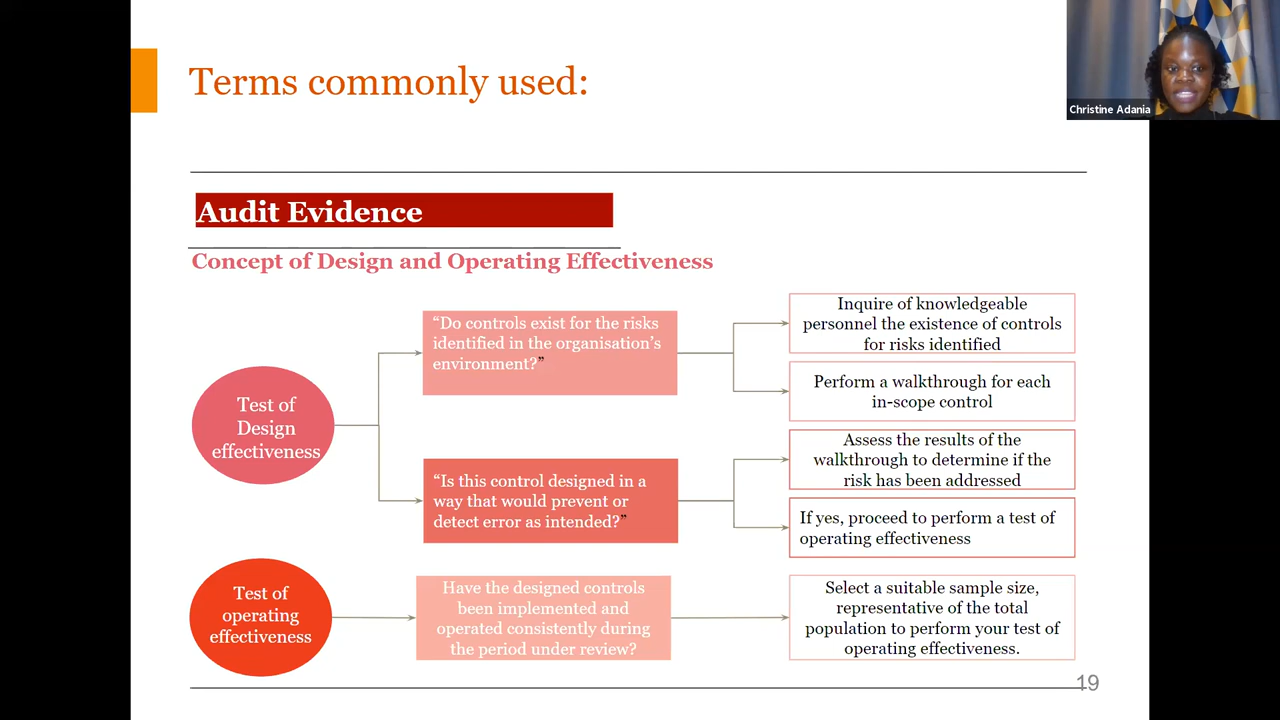 Terms commonly used:
Christine Adania
Audit Evidence
Concept of Design and Operating Effectiveness
Test of
Design
effectiveness
“Do controls exist for the risks
identified in the organisation’s
environment?”
Inquire of knowledgeable
personnel the existence of controls
for risks identified
Perform a walkthrough for each
in-scope control
“Is this control designed in a
way that would prevent or
detect error as intended?”
Assess the results of the
walkthrough to determine if the
risk has been addressed
If yes, proceed to perform a test of
operating effectiveness
Test of
operating
effectiveness
Have the designed controls
been implemented and
operated consistently during
the period under review?
Select a suitable sample size,
representative of the total
population to perform your test of
operating effectiveness.
19